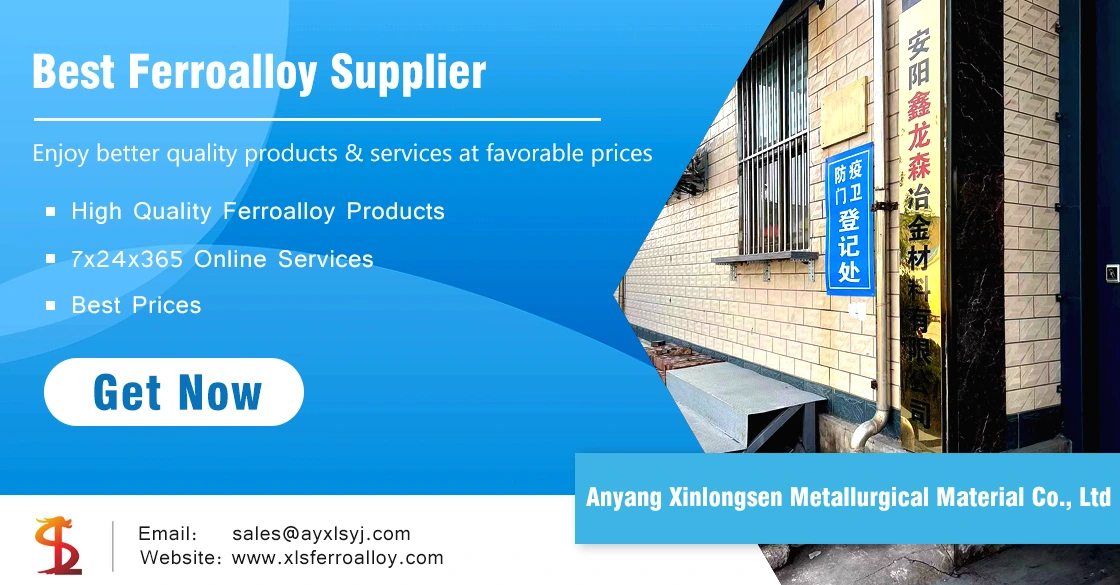 Best Ferroalloy Supplier
Enjoy better quality products & services at favorable prices
High Quality Ferroalloy Products
7x24x365 Online Services
Best Prices
Get Now
安阳鑫龙森冶金材料有限公司
防疫
门卫
登记处
Anyang Xinlongsen Metallurgical Material Co., Ltd
Email: sales@ayxlsyj.com
Website: www.xlsferroalloy.com